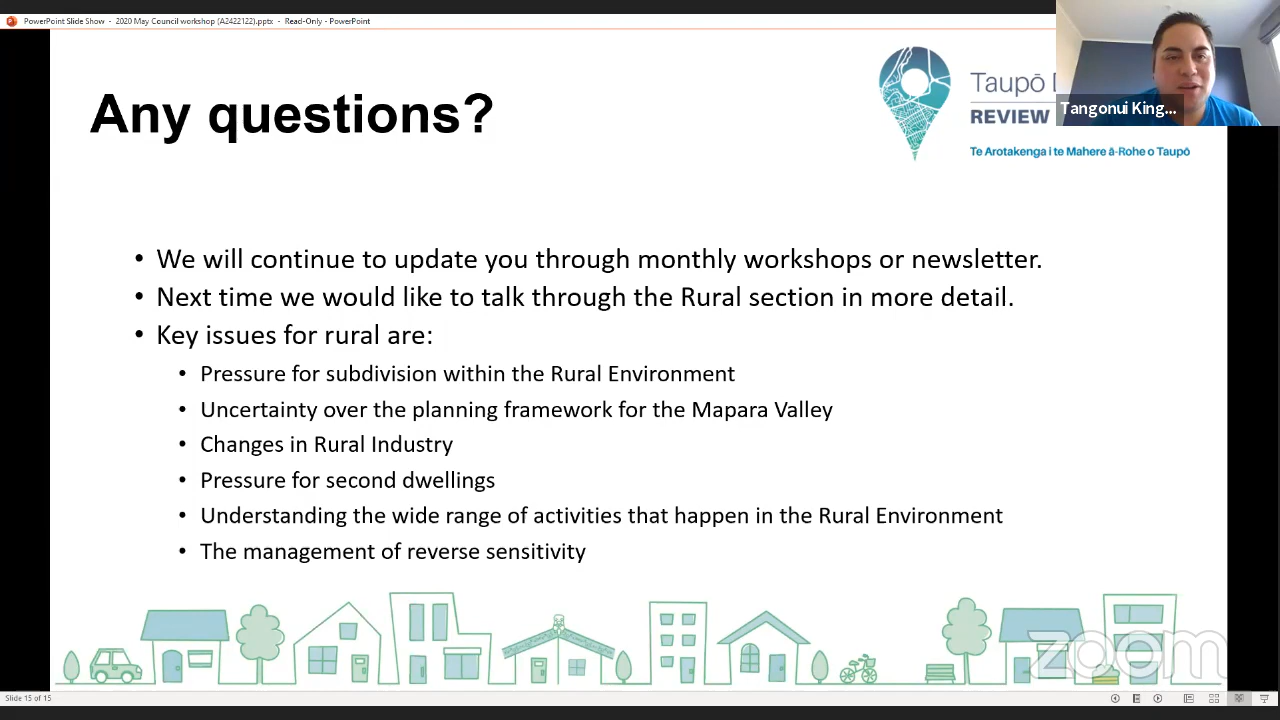 PowerPoint Slide Show - 2020 May Council workshop (A2422122).pptx - Read-Only - PowerPoint
Any questions?
Taupō D
REVIEW
Te Arotakenga i te Mahere ā-Rohe o Taupō
Tangonui King...
• We will continue to update you through monthly workshops or newsletter.
• Next time we would like to talk through the Rural section in more detail.
• Key issues for rural are:
• Pressure for subdivision within the Rural Environment
• Uncertainty over the planning framework for the Mapara Valley
• Changes in Rural Industry
• Pressure for second dwellings
• Understanding the wide range of activities that happen in the Rural Environment
• The management of reverse sensitivity
zoom
Slide 15 of 15